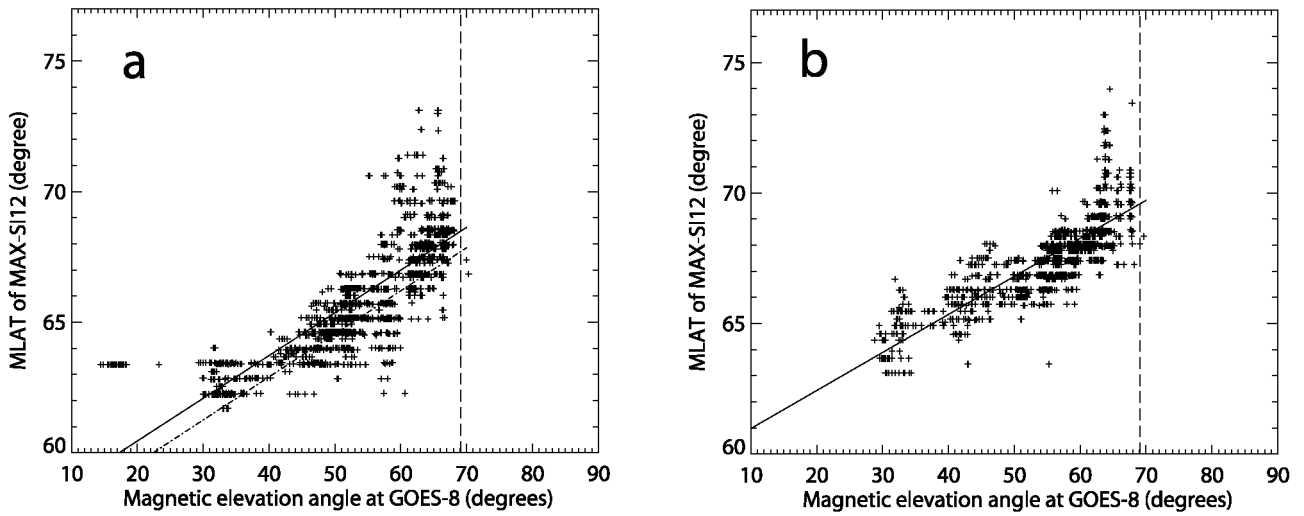 a
75
70
65
60
MLAT of MAX-SI12 (degree)
10 20 30 40 50 60 70 80 90
Magnetic elevation angle at GOES-8 (degrees)
b
75
70
65
60
MLAT of MAX-SI12 (degree)
10 20 30 40 50 60 70 80 90
Magnetic elevation angle at GOES-8 (degrees)